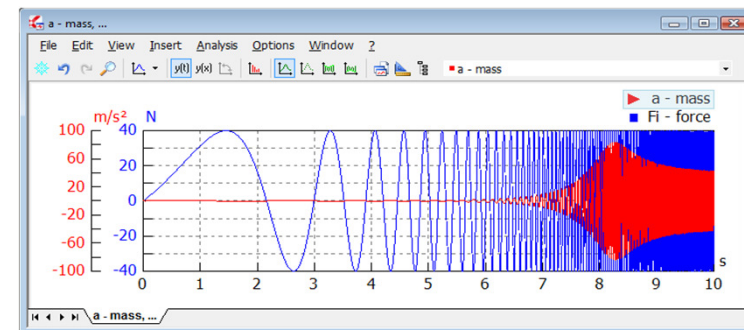 a - mass, ...
File Edit View Insert Analysis Options Window ?
y(t) y(x) a - mass
a - mass
Fi - force
m/s² N
100 40
60 20
20 0
-20 -20
-60
-100 -40
0 1 2 3 4 5 6 7 8 9 10
s
a - mass, ...